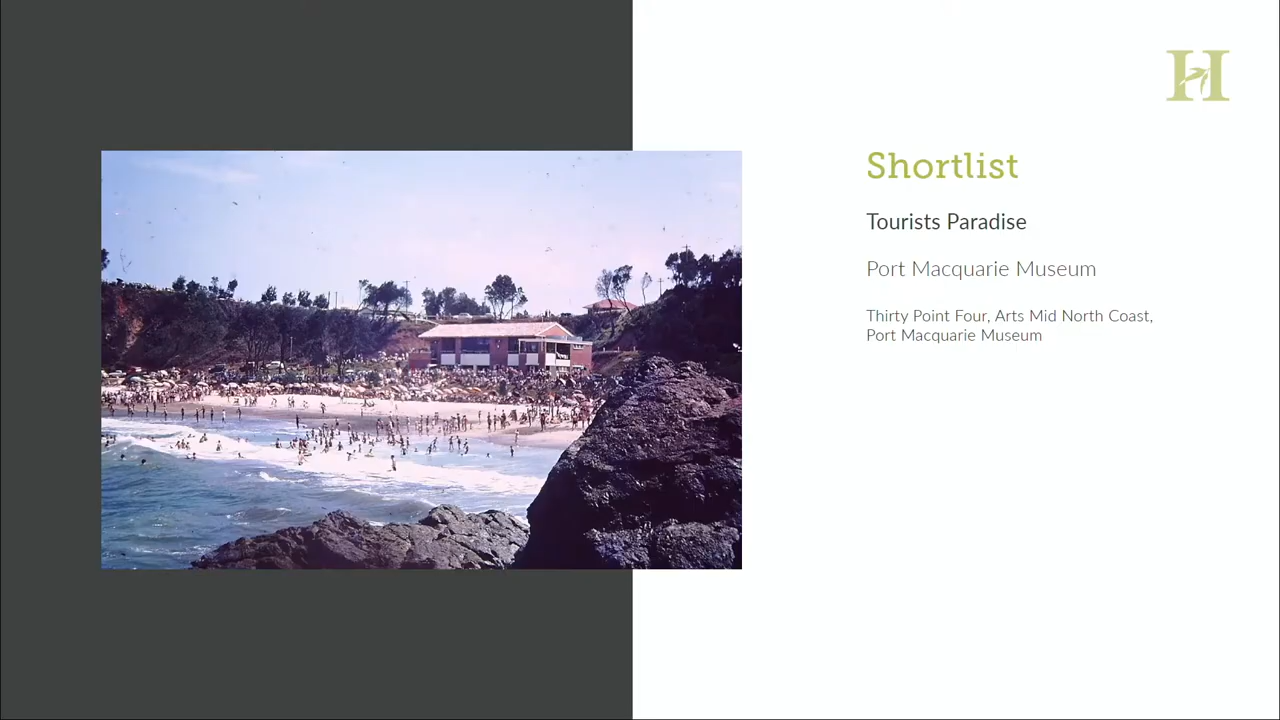 H
Shortlist
Tourists Paradise
Port Macquarie Museum
Thirty Point Four, Arts Mid North Coast,
Port Macquarie Museum